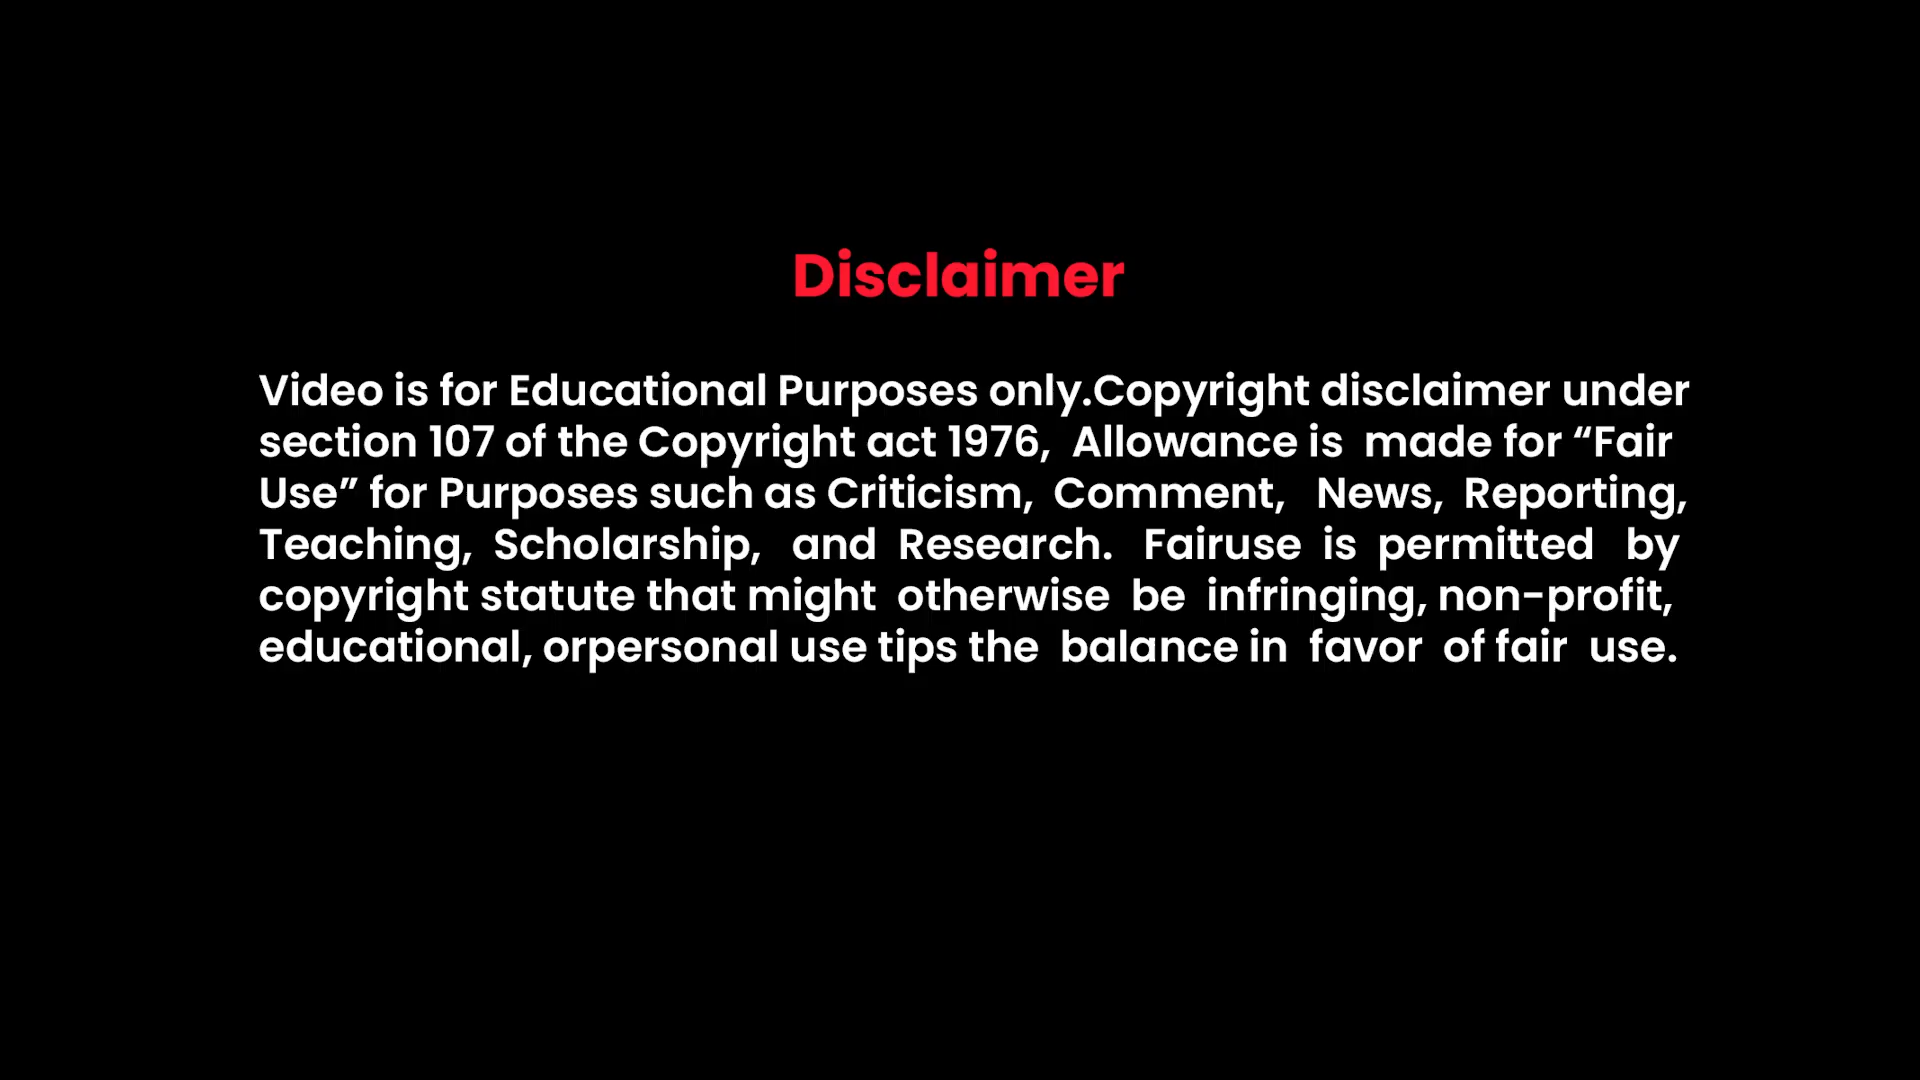 Disclaimer
Video is for Educational Purposes only.Copyright disclaimer under
section 107 of the Copyright act 1976, Allowance is made for “Fair
Use” for Purposes such as Criticism, Comment, News, Reporting,
Teaching, Scholarship, and Research. Fairuse is permitted by
copyright statute that might otherwise be infringing, non-profit,
educational, orpersonal use tips the balance in favor of fair use.